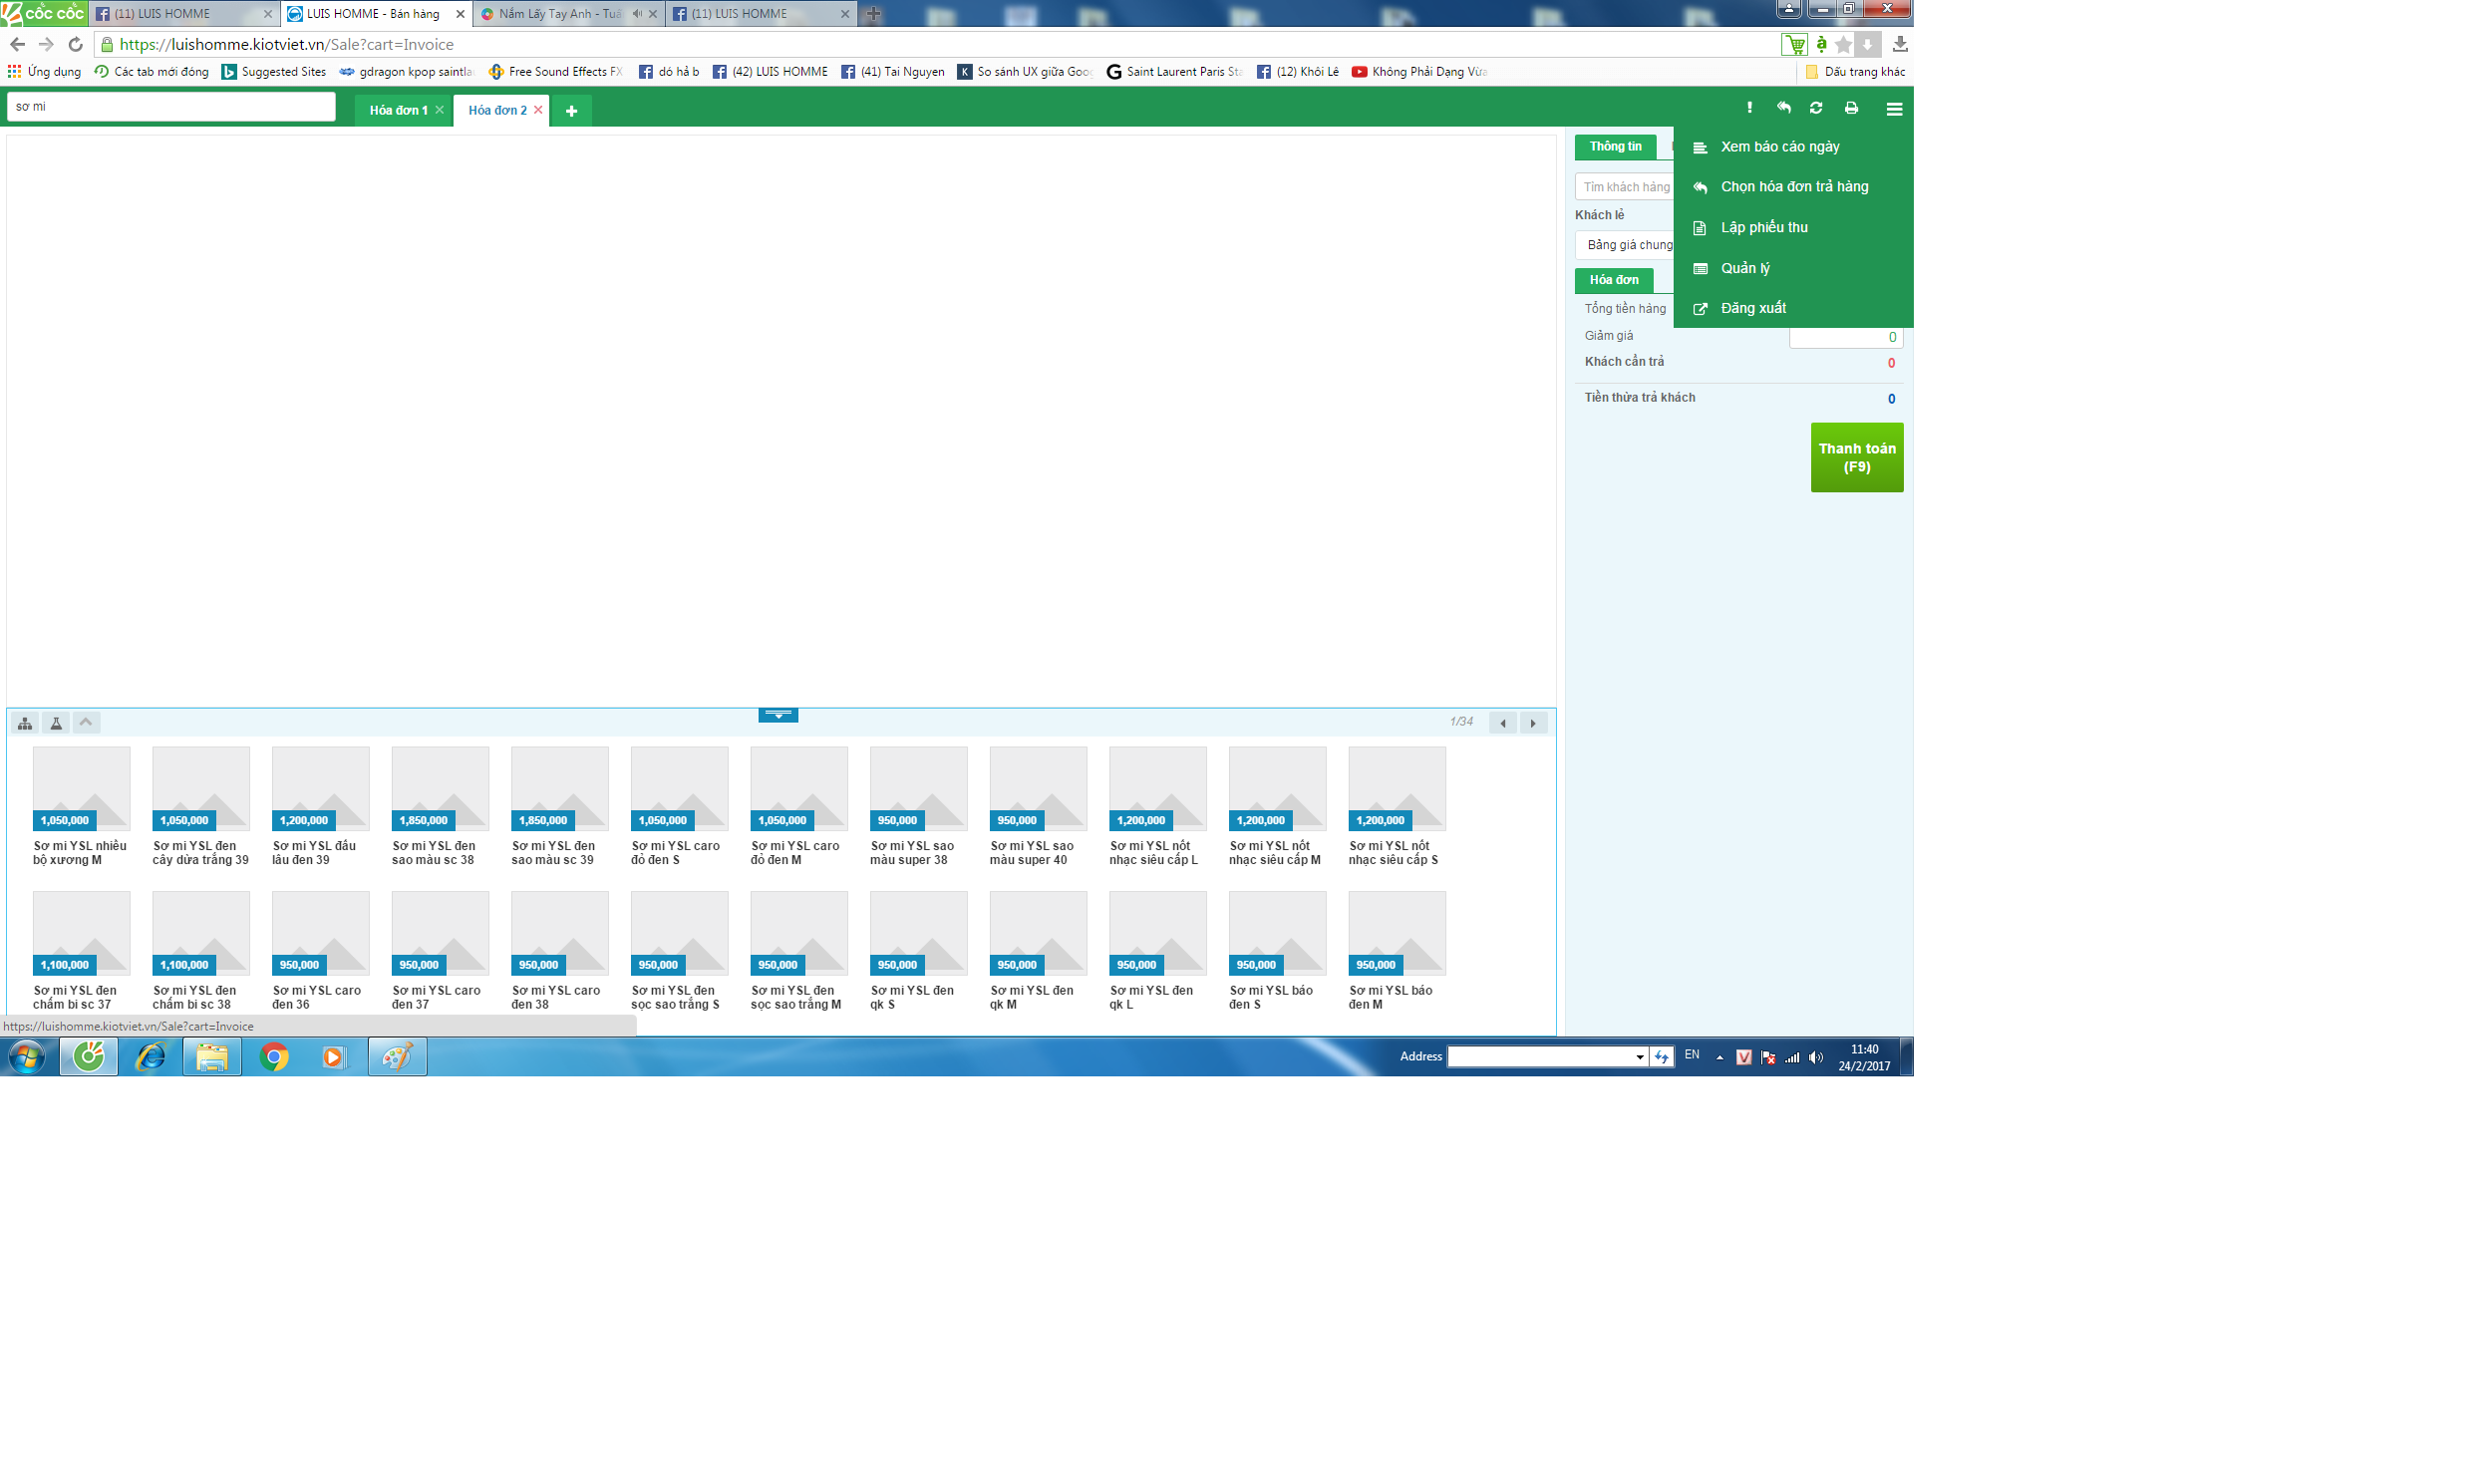 CỐC CỐC (11) LUIS HOMME LUIS HOMME - Bán hàng Nắm Lấy Tay Anh - Tuấ (11) LUIS HOMME
https://luishomme.kiotviet.vn/Sale?cart=Invoice
Ứng dụng Các tab mới đóng Suggested Sites gdragon kpop saintla Free Sound Effects FX dó hả b (42) LUIS HOMME (41) Tai Nguyen So sánh UX giữa Goog Saint Laurent Paris Sta (12) Khôi Lê Không Phải Dạng Vừa Dấu trang khác
sơ mi Hóa đơn 1 Hóa đơn 2
Thông tin
Tìm khách hàng
Khách lẻ
Bảng giá chung
Hóa đơn
Tổng tiền hàng
Giảm giá 0
Khách cần trả 0
Tiền thừa trả khách 0
Thanh toán
(F9)
Xem báo cáo ngày
Chọn hóa đơn trả hàng
Lập phiếu thu
Quản lý
Đăng xuất
1/34
1,050,000 1,050,000 1,200,000 1,850,000 1,850,000 1,050,000 1,050,000 950,000 950,000 1,200,000 1,200,000 1,200,000
Sơ mi YSL nhiều Sơ mi YSL đen Sơ mi YSL đầu Sơ mi YSL đen Sơ mi YSL đen Sơ mi YSL caro Sơ mi YSL caro Sơ mi YSL sao Sơ mi YSL sao Sơ mi YSL nốt Sơ mi YSL nốt Sơ mi YSL nốt
bộ xương M cây dừa trắng 39 lâu đen 39 sao màu sc 38 sao màu sc 39 đỏ đen S đỏ đen M màu super 38 màu super 40 nhạc siêu cấp L nhạc siêu cấp M nhạc siêu cấp S
1,100,000 1,100,000 950,000 950,000 950,000 950,000 950,000 950,000 950,000 950,000 950,000 950,000
Sơ mi YSL đen Sơ mi YSL đen Sơ mi YSL caro Sơ mi YSL caro Sơ mi YSL caro Sơ mi YSL đen Sơ mi YSL đen Sơ mi YSL đen Sơ mi YSL đen Sơ mi YSL đen Sơ mi YSL báo Sơ mi YSL báo
chấm bi sc 37 chấm bi sc 38 đen 36 đen 37 đen 38 sọc sao trắng S sọc sao trắng M qk S qk M qk L đen S đen M
https://luishomme.kiotviet.vn/Sale?cart=Invoice
Address EN 11:40
24/2/2017